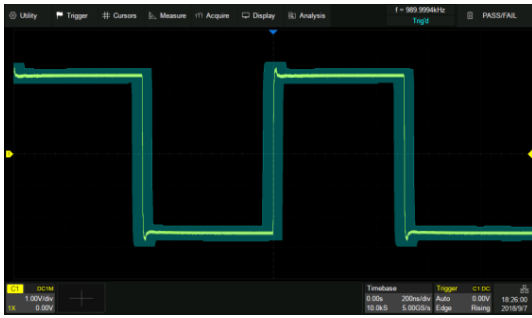 Utility Trigger Cursors Measure Acquire Display Analysis f = 989.9994kHz PASS/FAIL
Trig'd
C1 DC1M
1.00V/div
1X 0.00V
Timebase
0.00s 200ns/div
10.0kS 5.00GS/s
Trigger C1 DC
Auto 0.00V
Edge Rising
18:26:00
2018/9/7